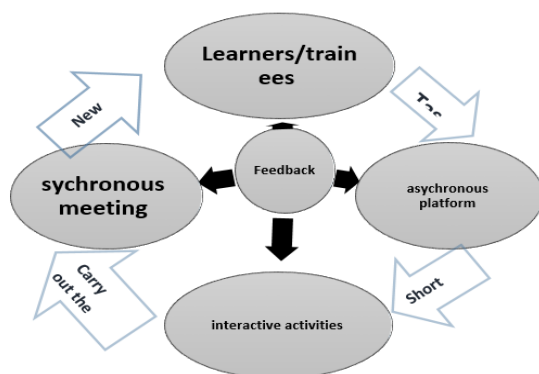 Learners/train
ees
New
Feedback
sychronous
meeting
asychronous
platform
Carry
out the
Short
interactive activities